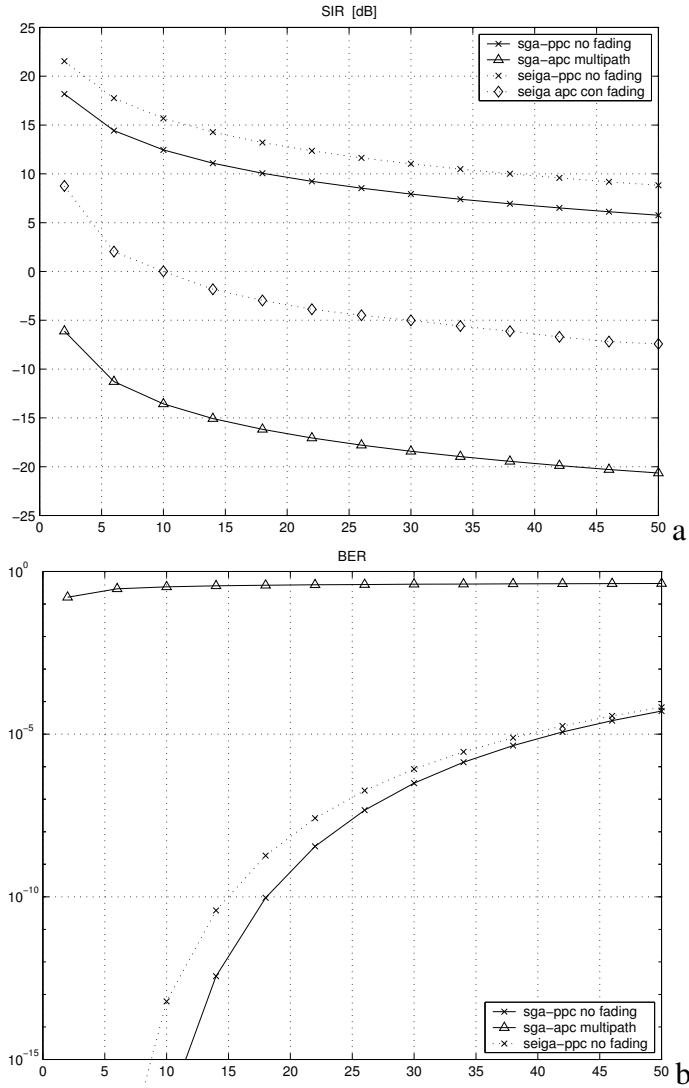 SIR [dB]
25
20
15
10
5
0
−5
−10
−15
−20
−25
sga−ppc no fading
sga−apc multipath
seiga−ppc no fading
seiga apc con fading
0 5 10 15 20 25 30 35 40 45 50
a
BER
10^0
10^−5
10^−10
10^−15
sga−ppc no fading
sga−apc multipath
seiga−ppc no fading
0 5 10 15 20 25 30 35 40 45 50
b